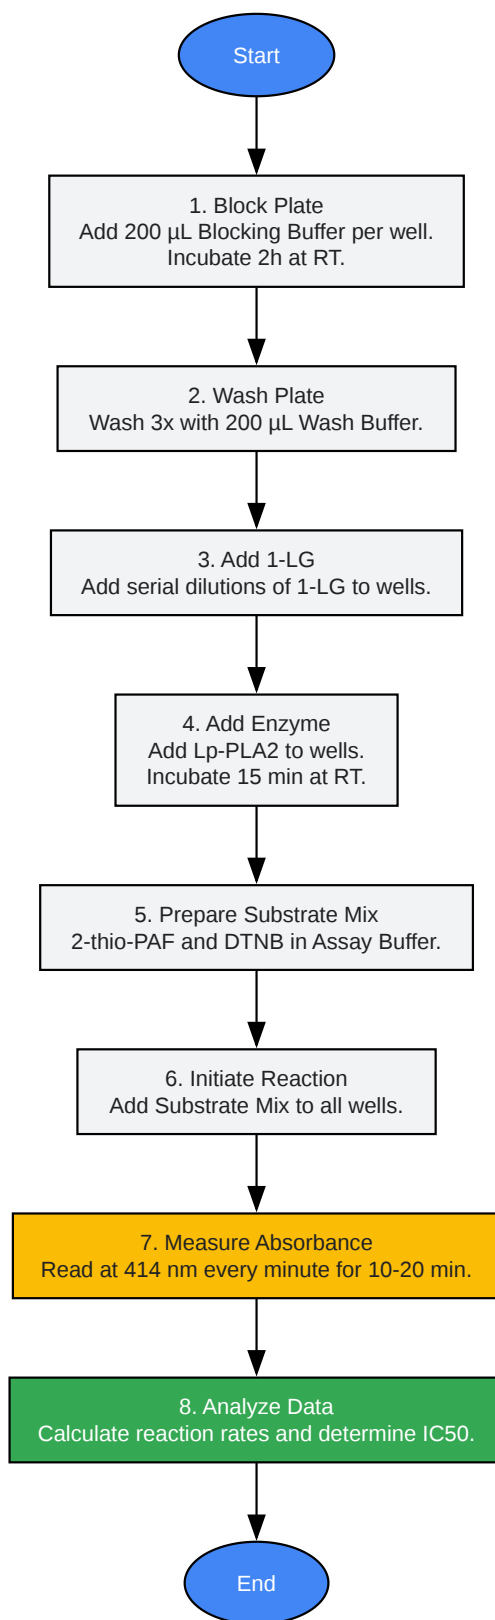 Start
1. Block Plate
Add 200 µL Blocking Buffer per well.
Incubate 2h at RT.
2. Wash Plate
Wash 3x with 200 µL Wash Buffer.
3. Add 1-LG
Add serial dilutions of 1-LG to wells.
4. Add Enzyme
Add Lp-PLA2 to wells.
Incubate 15 min at RT.
5. Prepare Substrate Mix
2-thio-PAF and DTNB in Assay Buffer.
6. Initiate Reaction
Add Substrate Mix to all wells.
7. Measure Absorbance
Read at 414 nm every minute for 10-20 min.
8. Analyze Data
Calculate reaction rates and determine IC50.
End